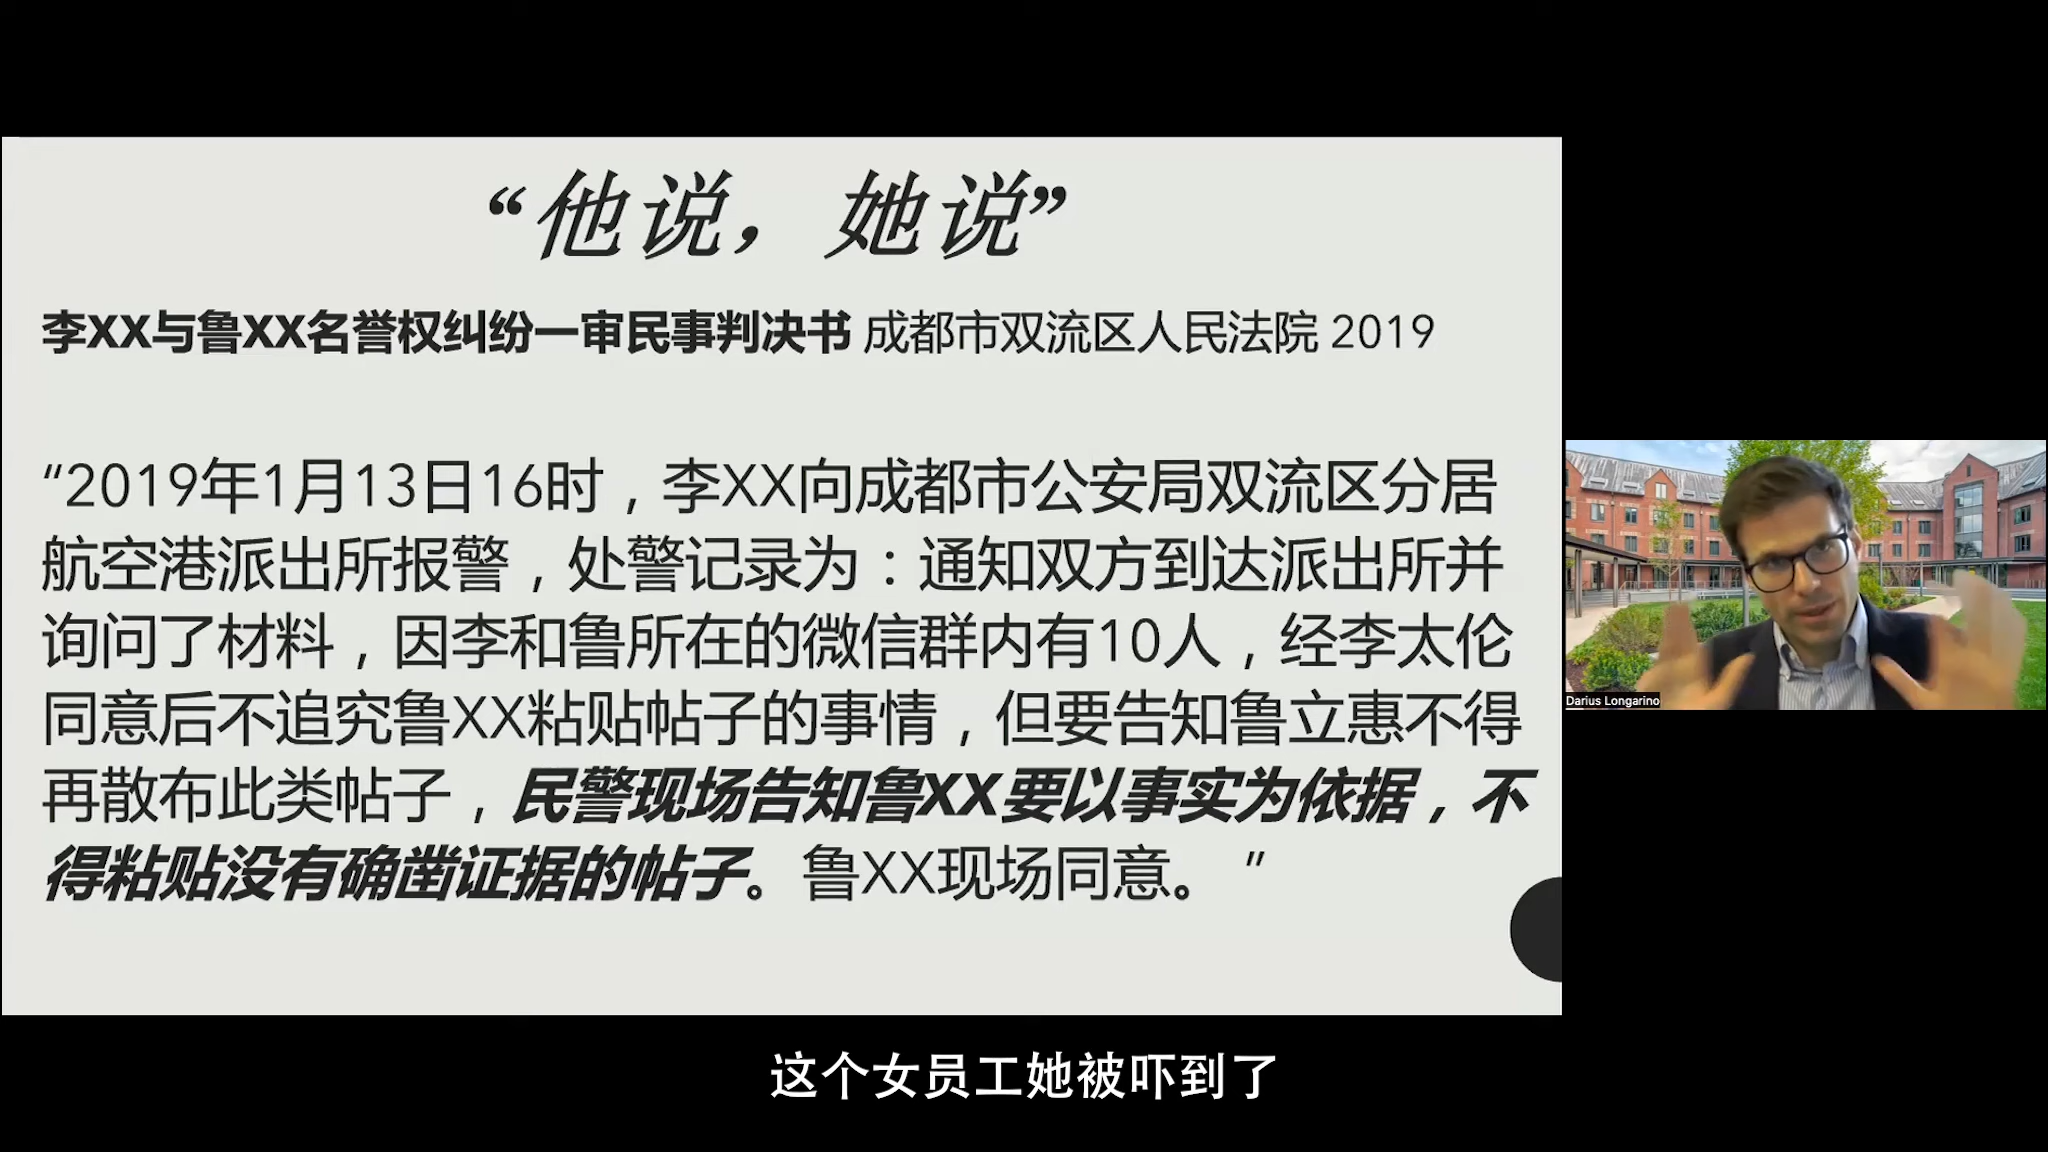 “他说，她说”
李XX与鲁XX名誉权纠纷一审民事判决书 成都市双流区人民法院 2019
“2019年1月13日16时，李XX向成都市公安局双流区分居
航空港派出所报警，处警记录为：通知双方到达派出所并
询问了材料，因李和鲁所在的微信群内有10人，经李太伦
同意后不追究鲁XX粘贴帖子的事情，但要告知鲁立惠不得
再散布此类帖子，民警现场告知鲁XX要以事实为依据，不
得粘贴没有确凿证据的帖子。鲁XX现场同意。”
Darius Longarino
这个女员工她被吓到了